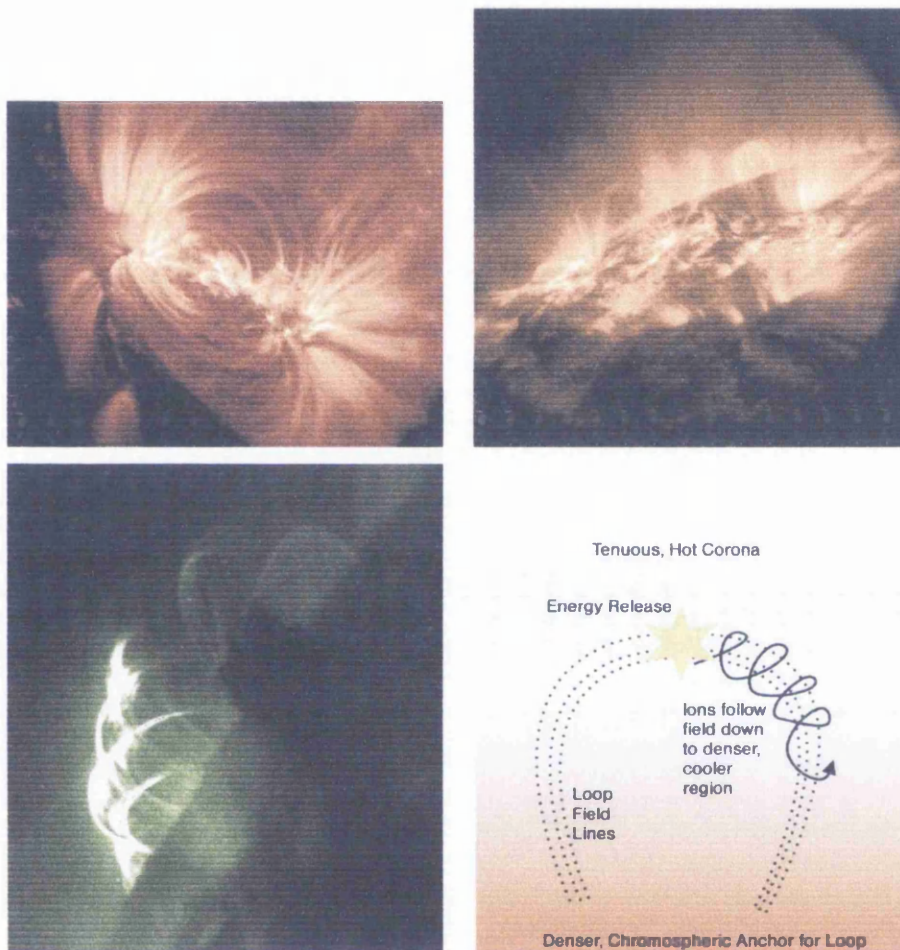 Tenuous, Hot Corona
Energy Release
Ions follow
field down
to denser,
cooler
region
Loop
Field
Lines
Denser, Chromospheric Anchor for Loop